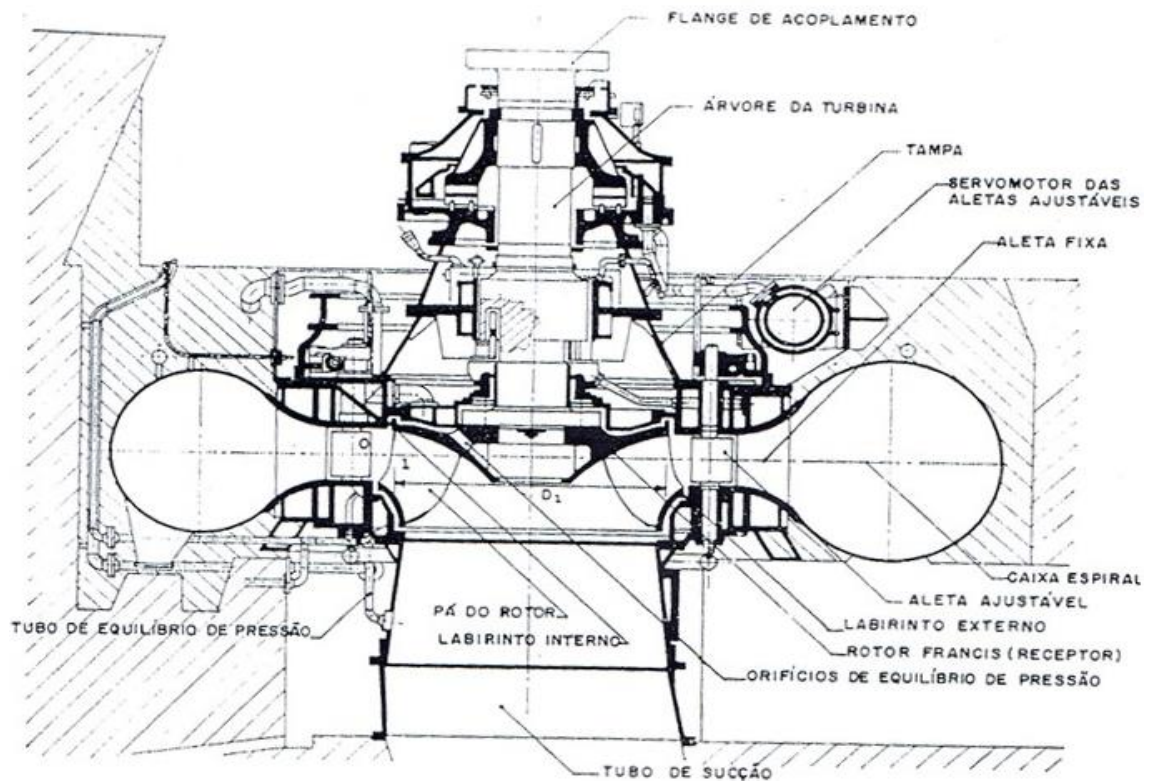 FLANGE DE ACOPLAMENTO
ÁRVORE DA TURBINA
TAMPA
SERVOMOTOR DAS
ALETAS AJUSTÁVEIS
ALETA FIXA
1
D1
CAIXA ESPIRAL
ALETA AJUSTÁVEL
PÁ DO ROTOR
LABIRINTO EXTERNO
TUBO DE EQUILÍBRIO DE PRESSÃO
LABIRINTO INTERNO
ROTOR FRANCIS (RECEPTOR)
ORIFÍCIOS DE EQUILÍBRIO DE PRESSÃO
TUBO DE SUCÇÃO